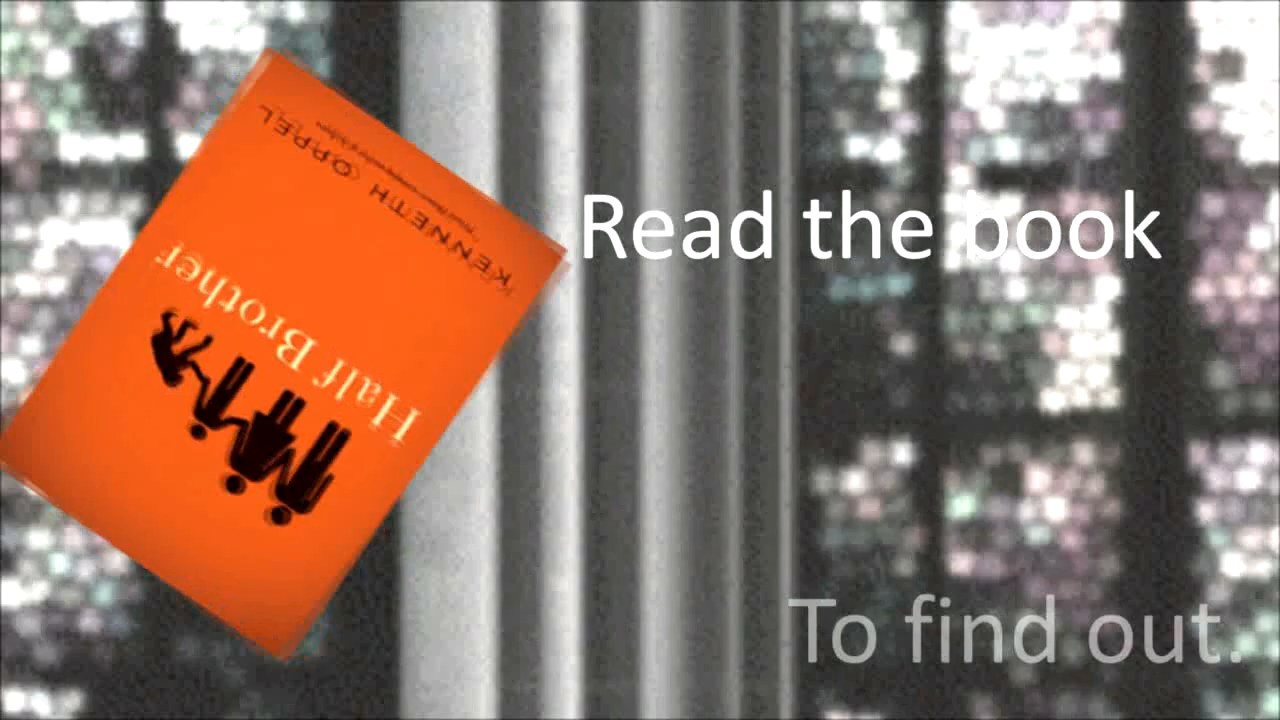 Read the book
To find out.
Half Brother
KENNETH OPPEL